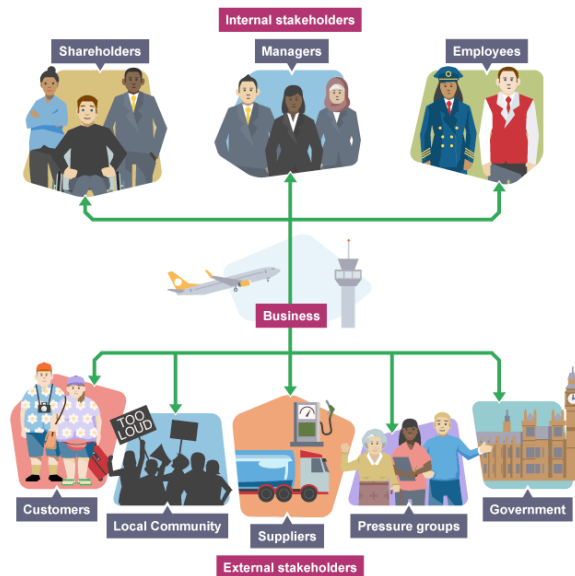 Internal stakeholders
Shareholders
Managers
Employees
Business
TOO
LOUD
Customers
Local Community
Suppliers
Pressure groups
Government
External stakeholders